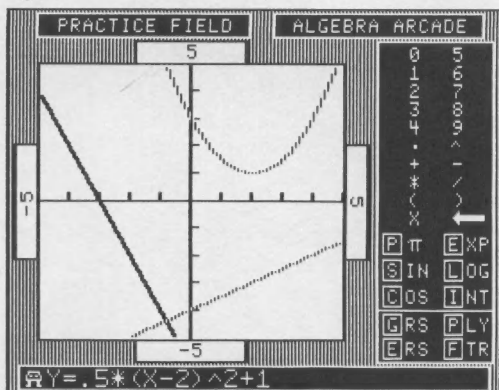 PRACTICE FIELD
ALGEBRA ARCADE
5
-5
5
-5
0 5
1 6
2 7
3 8
4 9
. ^
+ -
* /
( )
X ←
P π E XP
S IN L OG
C OS I NT
G RS P LY
E RS F TR
Y=.5*(X-2)^2+1